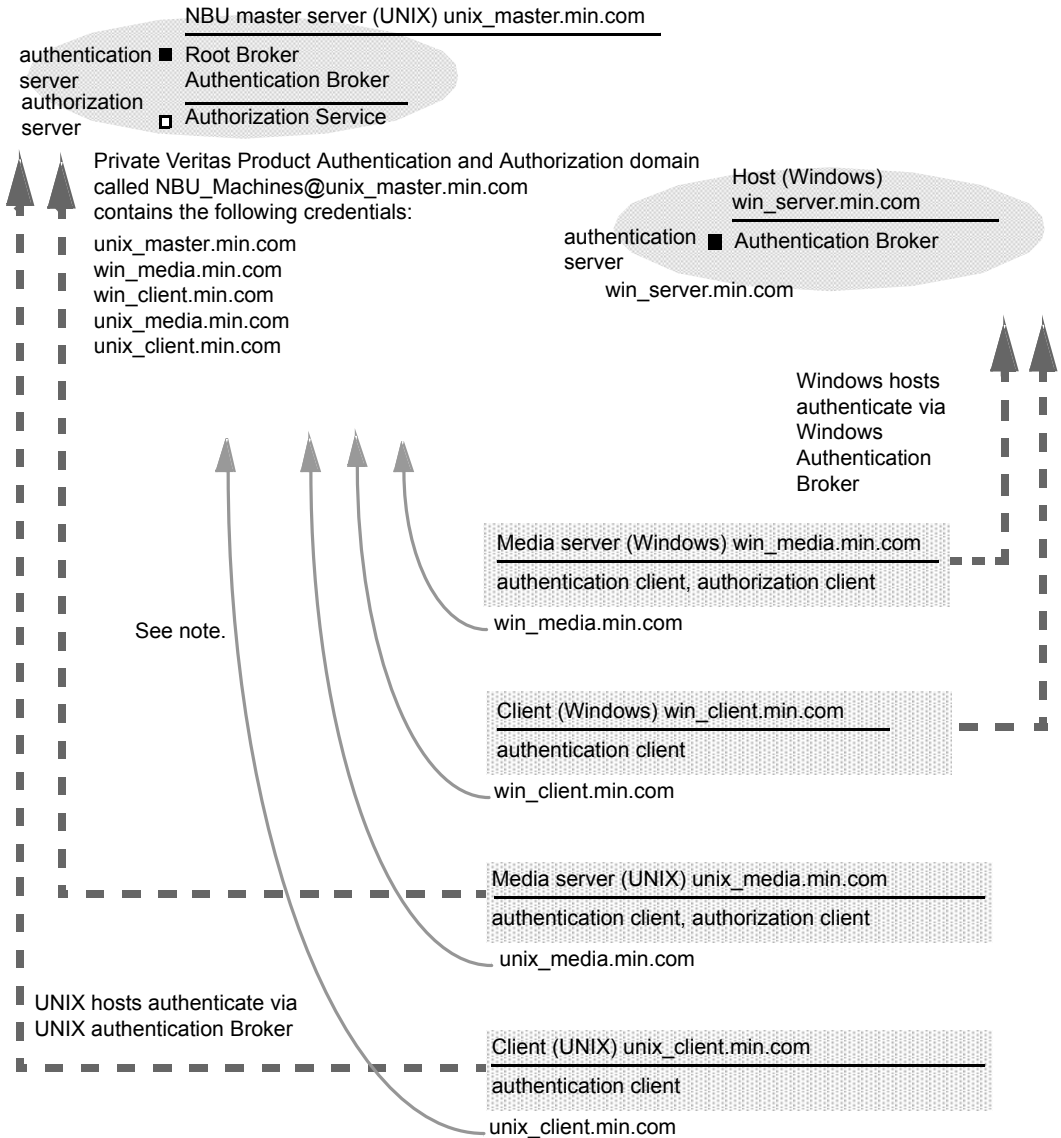 NBU master server (UNIX) unix_master.min.com
authentication
server
Root Broker
Authentication Broker
authorization
server
Authorization Service
Private Veritas Product Authentication and Authorization domain
called NBU_Machines@unix_master.min.com
contains the following credentials:
unix_master.min.com
win_media.min.com
win_client.min.com
unix_media.min.com
unix_client.min.com
Host (Windows)
win_server.min.com
authentication
server
Authentication Broker
win_server.min.com
Windows hosts
authenticate via
Windows
Authentication
Broker
Media server (Windows) win_media.min.com
authentication client, authorization client
win_media.min.com
See note.
Client (Windows) win_client.min.com
authentication client
win_client.min.com
Media server (UNIX) unix_media.min.com
authentication client, authorization client
unix_media.min.com
UNIX hosts authenticate via
UNIX authentication Broker
Client (UNIX) unix_client.min.com
authentication client
unix_client.min.com